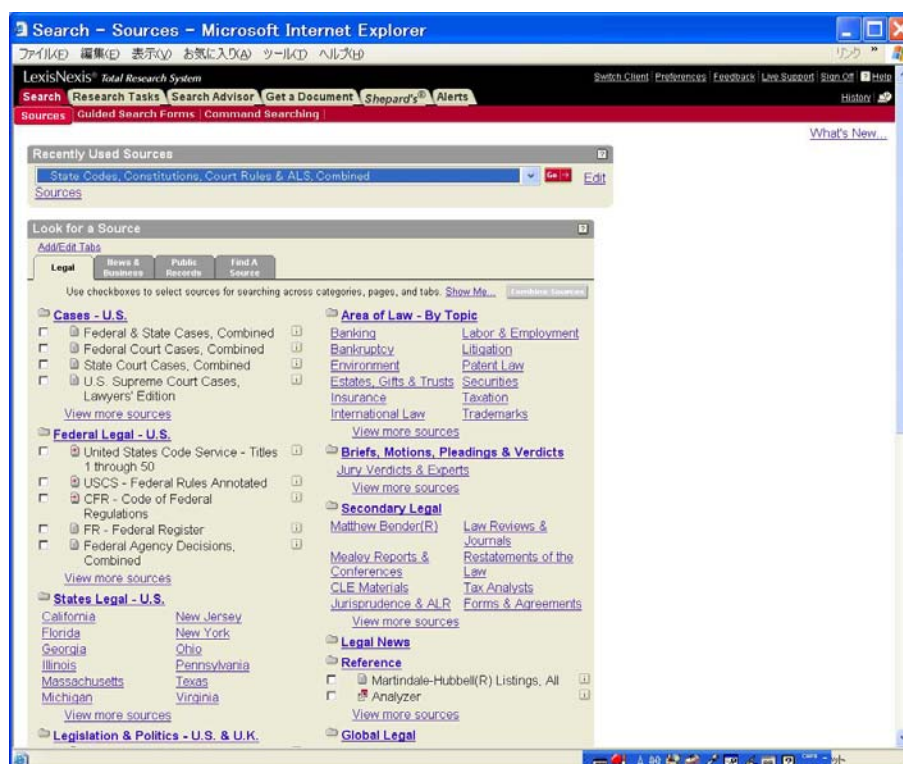 Search - Sources - Microsoft Internet Explorer
ファイル(F) 編集(E) 表示(V) お気に入り(A) ツール(T) ヘルプ(H)
リンク »
LexisNexis® Total Research System
Switch Client | Preferences | Feedback | Live Support | Sign Off | ? Help
Search Research Tasks Search Advisor Get a Document Shepard's® Alerts
History
Sources | Guided Search Forms | Command Searching |
What's New...
Recently Used Sources
State Codes, Constitutions, Court Rules & ALS, Combined
Go
Edit
Sources
Look for a Source
Add/Edit Tabs
Legal
News & Business
Public Records
Find A Source
Use checkboxes to select sources for searching across categories, pages, and tabs. Show Me...
Combine Sources
Cases - U.S.
Federal & State Cases, Combined
Federal Court Cases, Combined
State Court Cases, Combined
U.S. Supreme Court Cases,
Lawyers' Edition
View more sources
Federal Legal - U.S.
United States Code Service - Titles
1 through 50
USCS - Federal Rules Annotated
CFR - Code of Federal
Regulations
FR - Federal Register
Federal Agency Decisions,
Combined
View more sources
States Legal - U.S.
California New Jersey
Florida New York
Georgia Ohio
Illinois Pennsylvania
Massachusetts Texas
Michigan Virginia
View more sources
Legislation & Politics - U.S. & U.K.
Area of Law - By Topic
Banking Labor & Employment
Bankruptcy Litigation
Environment Patent Law
Estates, Gifts & Trusts Securities
Insurance Taxation
International Law Trademarks
View more sources
Briefs, Motions, Pleadings & Verdicts
Jury Verdicts & Experts
View more sources
Secondary Legal
Matthew Bender(R) Law Reviews &
Journals
Mealey Reports & Restatements of the
Conferences Law
CLE Materials Tax Analysts
Jurisprudence & ALR Forms & Agreements
View more sources
Legal News
Reference
Martindale-Hubbell(R) Listings, All
Analyzer
View more sources
Global Legal